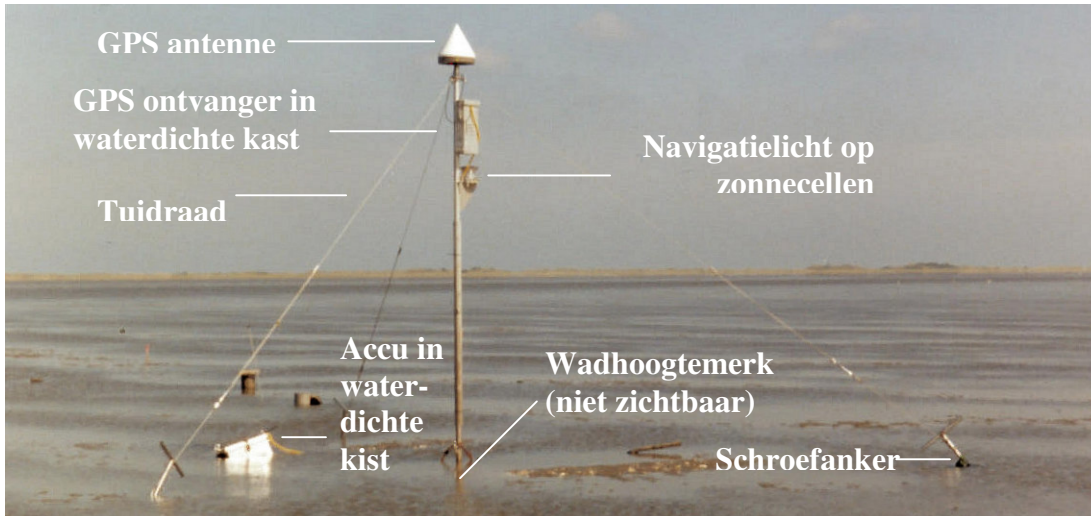 GPS antenne
GPS ontvanger in
waterdichte kast
Navigatielicht op
zonnecellen
Tuidraad
Accu in
water-
dichte
kist
Wadhoogtemerk
(niet zichtbaar)
Schroefanker